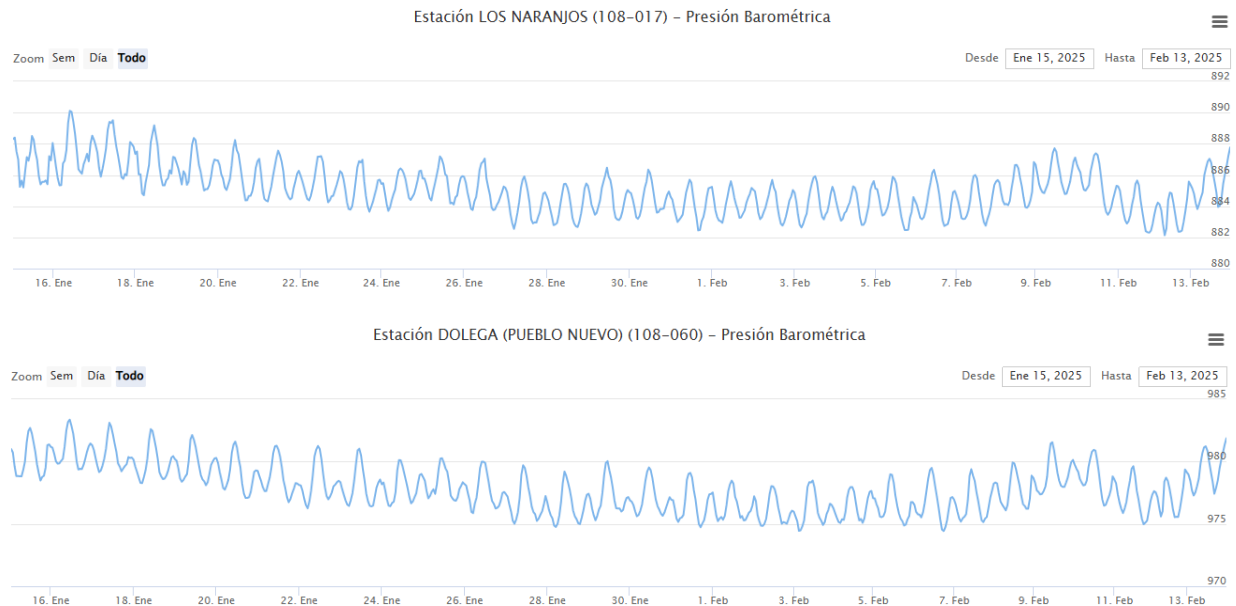 Estación LOS NARANJOS (108-017) - Presión Barométrica
Zoom Sem Día Todo Desde Ene 15, 2025 Hasta Feb 13, 2025
892
890
888
886
884
882
880
16. Ene 18. Ene 20. Ene 22. Ene 24. Ene 26. Ene 28. Ene 30. Ene 1. Feb 3. Feb 5. Feb 7. Feb 9. Feb 11. Feb 13. Feb
Estación DOLEGA (PUEBLO NUEVO) (108-060) - Presión Barométrica
Zoom Sem Día Todo Desde Ene 15, 2025 Hasta Feb 13, 2025
985
980
975
970
16. Ene 18. Ene 20. Ene 22. Ene 24. Ene 26. Ene 28. Ene 30. Ene 1. Feb 3. Feb 5. Feb 7. Feb 9. Feb 11. Feb 13. Feb